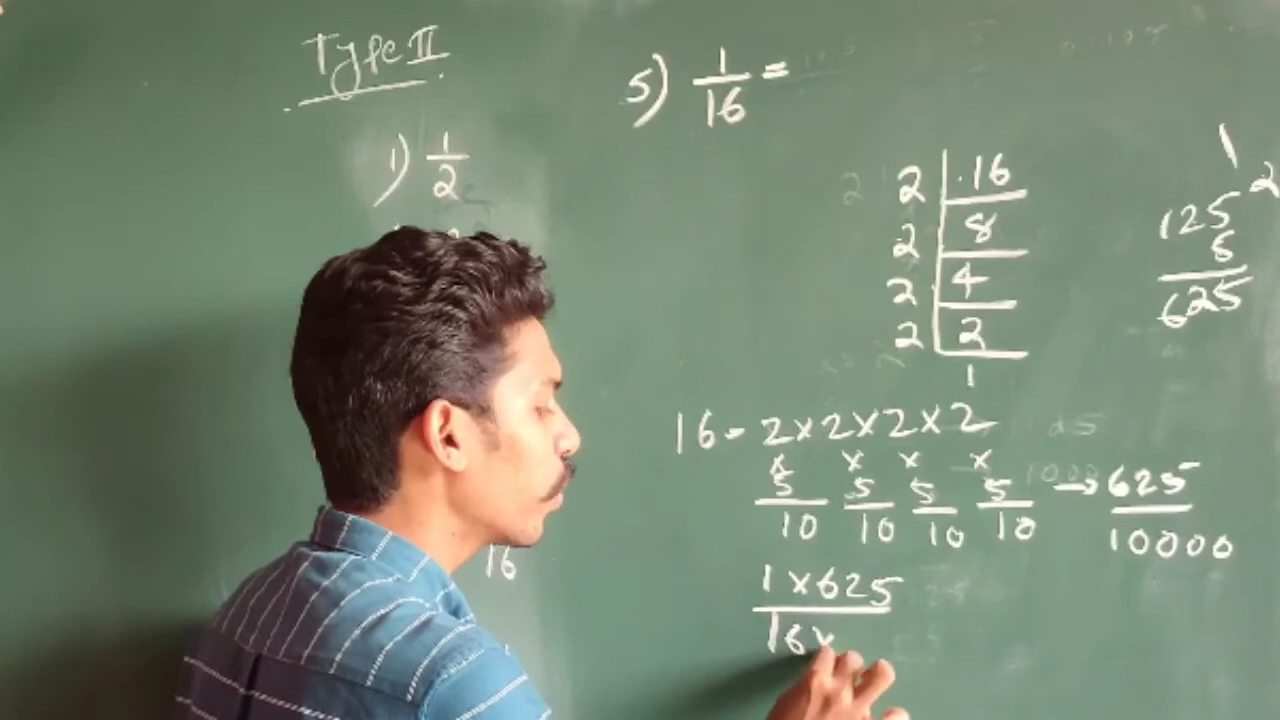 Type II
1) 1/2
16
5) 1/16 =
2 | 16
2 | 8
2 | 4
2 | 2
1
16 = 2 × 2 × 2 × 2
× × × ×
5 5 5 5 → 625
10 10 10 10 10000
1 × 625
16 ×
1 2
125
5
625